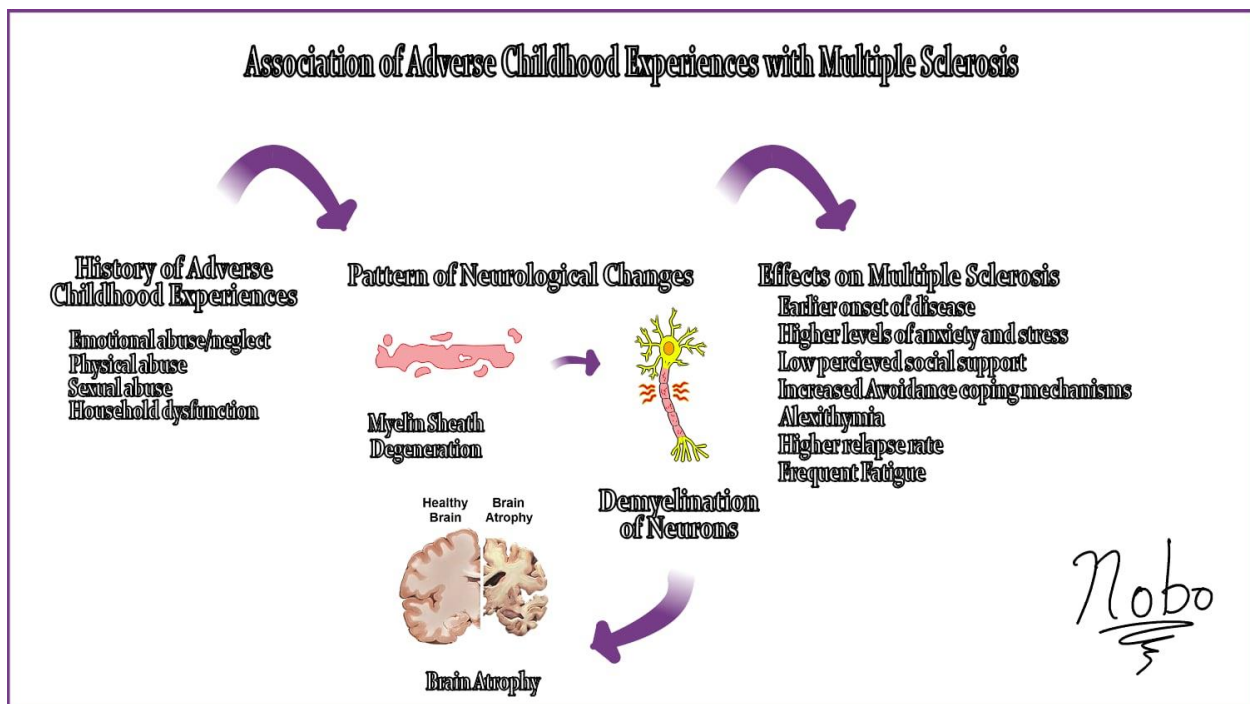 Association of Adverse Childhood Experiences with Multiple Sclerosis
History of Adverse
Childhood Experiences
Emotional abuse/neglect
Physical abuse
Sexual abuse
Household dysfunction
Pattern of Neurological Changes
Myelin Sheath
Degeneration
Demyelination
of Neurons
Healthy
Brain
Brain
Atrophy
Brain Atrophy
Effects on Multiple Sclerosis
Earlier onset of disease
Higher levels of anxiety and stress
Low percieved social support
Increased Avoidance coping mechanisms
Alexithymia
Higher relapse rate
Frequent Fatigue
Nobo